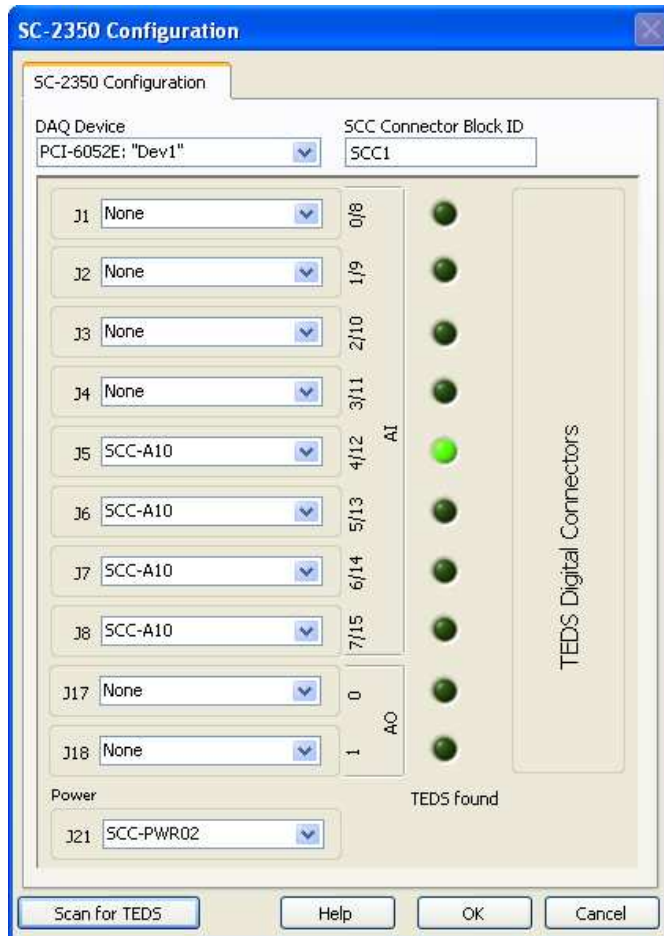 SC-2350 Configuration
SC-2350 Configuration
DAQ Device
SCC Connector Block ID
PCI-6052E: "Dev1"
SCC1
J1 None 0/8
J2 None 1/9
J3 None 2/10
J4 None 3/11
J5 SCC-A10 4/12
J6 SCC-A10 5/13
J7 SCC-A10 6/14
J8 SCC-A10 7/15
AI
J17 None 0
J18 None 1
AO
TEDS Digital Connectors
Power
TEDS found
J21 SCC-PWR02
Scan for TEDS
Help
OK
Cancel